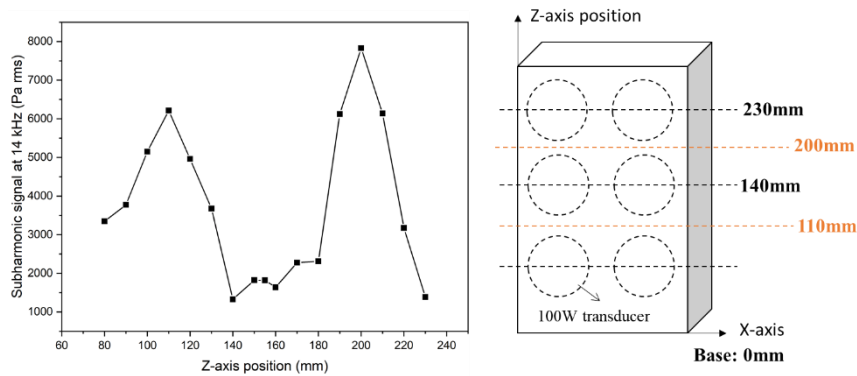 8000
7000
6000
5000
4000
3000
2000
1000
60 80 100 120 140 160 180 200 220 240
Subharmonic signal at 14 kHz (Pa rms)
Z-axis position (mm)
Z-axis position
230mm
200mm
140mm
110mm
100W transducer
X-axis
Base: 0mm